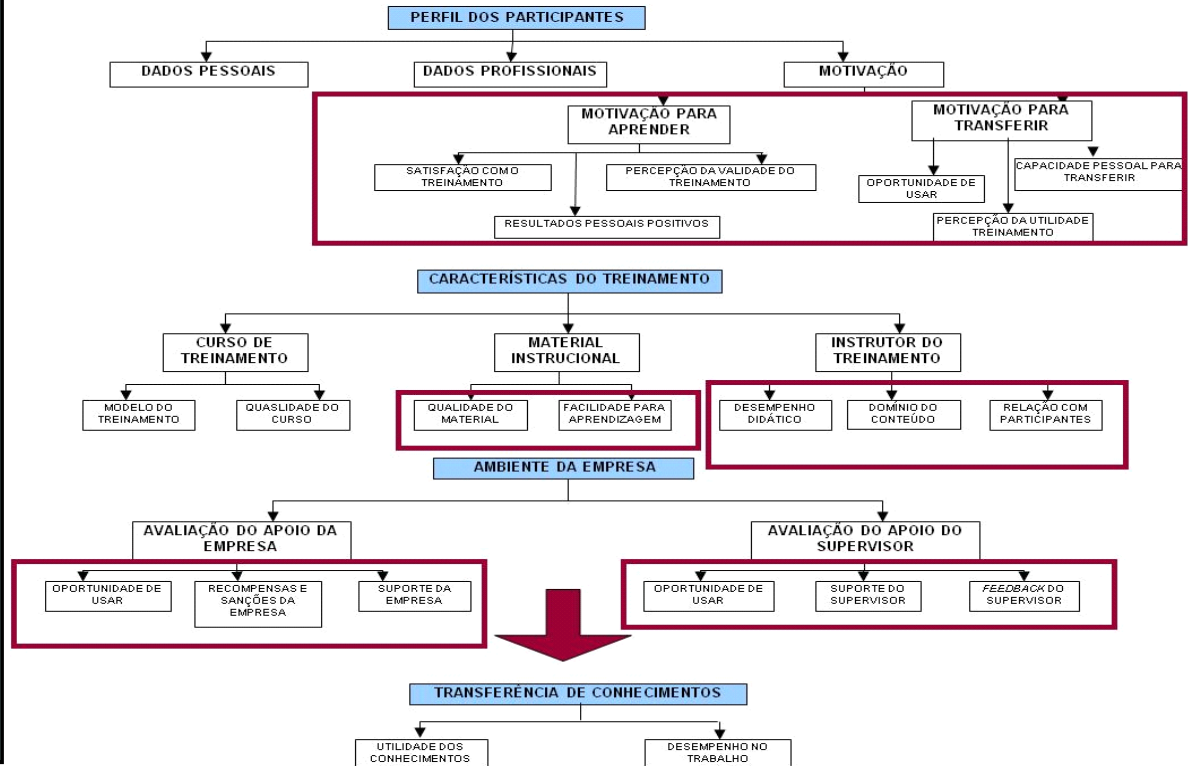 PERFIL DOS PARTICIPANTES
DADOS PESSOAIS
DADOS PROFISSIONAIS
MOTIVAÇÃO
MOTIVAÇÃO PARA
APRENDER
MOTIVAÇÃO PARA
TRANSFERIR
SATISFAÇÃO COM O
TREINAMENTO
PERCEPÇÃO DA VALIDADE DO
TREINAMENTO
RESULTADOS PESSOAIS POSITIVOS
OPORTUNIDADE DE
USAR
CAPACIDADE PESSOAL PARA
TRANSFERIR
PERCEPÇÃO DA UTILIDADE
TREINAMENTO
CARACTERÍSTICAS DO TREINAMENTO
CURSO DE
TREINAMENTO
MATERIAL
INSTRUCIONAL
INSTRUTOR DO
TREINAMENTO
MODELO DO
TREINAMENTO
QUASLIDADE DO
CURSO
QUALIDADE DO
MATERIAL
FACILIDADE PARA
APRENDIZAGEM
DESEMPENHO
DIDÁTICO
DOMÍNIO DO
CONTEÚDO
RELAÇÃO COM
PARTICIPANTES
AMBIENTE DA EMPRESA
AVALIAÇÃO DO APOIO DA
EMPRESA
AVALIAÇÃO DO APOIO DO
SUPERVISOR
OPORTUNIDADE DE
USAR
RECOMPENSAS E
SANÇÕES DA
EMPRESA
SUPORTE DA
EMPRESA
OPORTUNIDADE DE
USAR
SUPORTE DO
SUPERVISOR
FEEDBACK DO
SUPERVISOR
TRANSFERÊNCIA DE CONHECIMENTOS
UTILIDADE DOS
CONHECIMENTOS
DESEMPENHO NO
TRABALHO